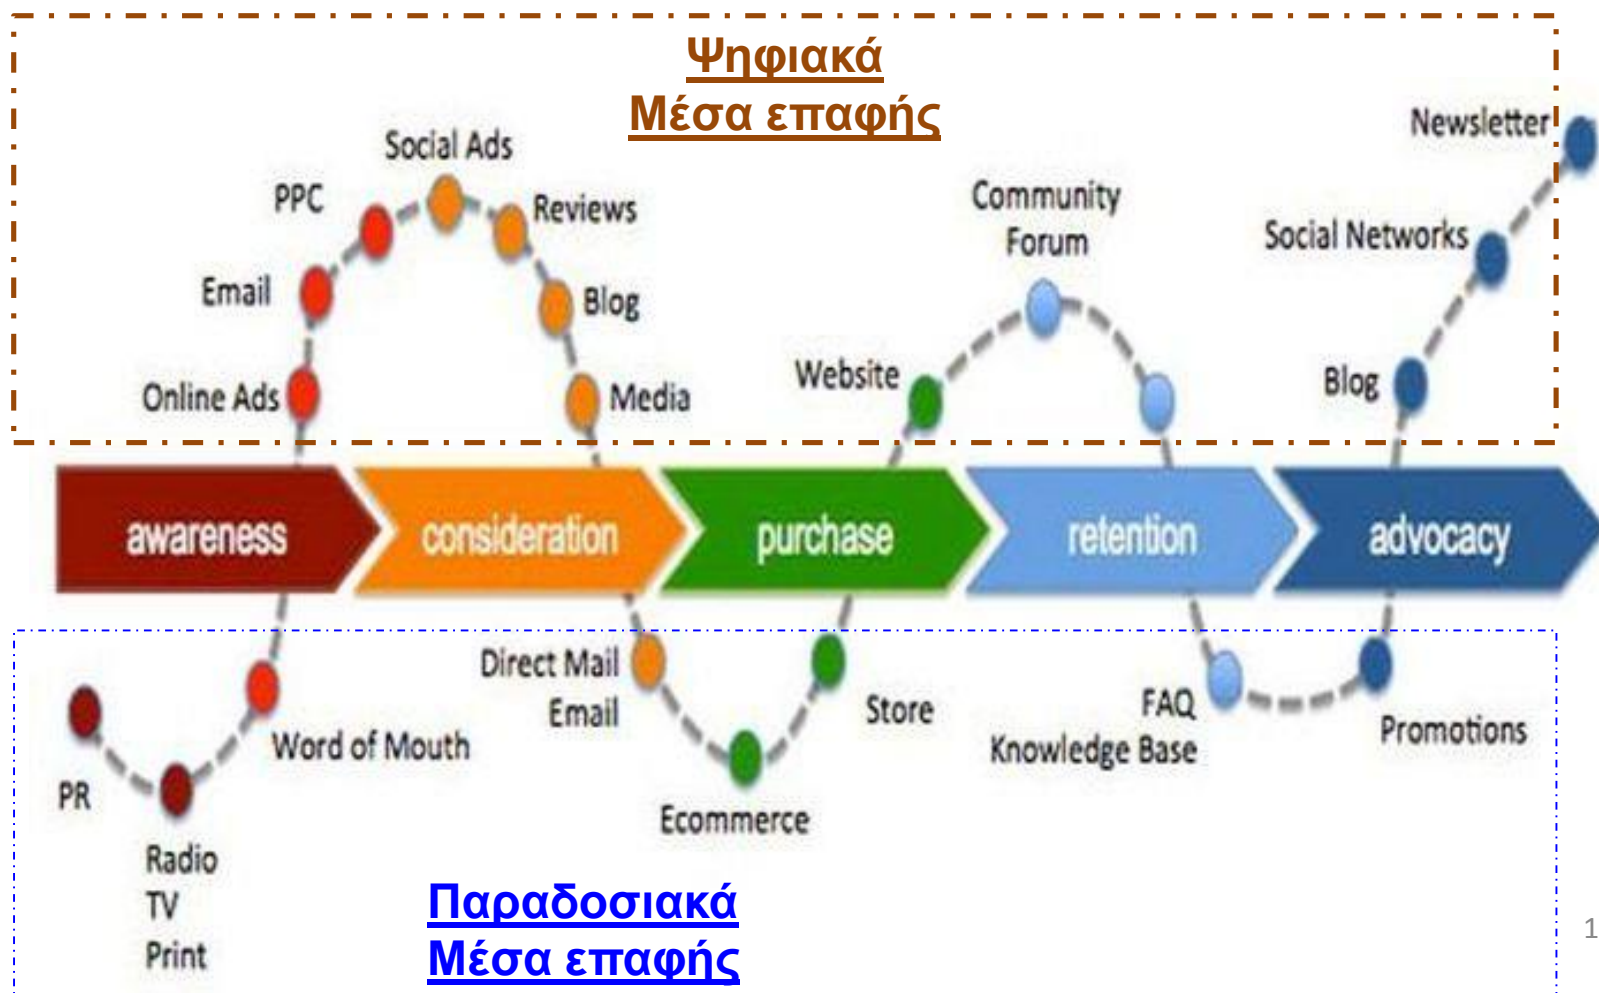 Ψηφιακά
Μέσα επαφής
Newsletter
Social Ads
PPC
Reviews
Community
Forum
Social Networks
Email
Blog
Website
Blog
Online Ads
Media
awareness
consideration
purchase
retention
advocacy
Direct Mail
Email
Store
FAQ
Knowledge Base
Promotions
Word of Mouth
PR
Ecommerce
Radio
TV
Print
Παραδοσιακά
Μέσα επαφής
1